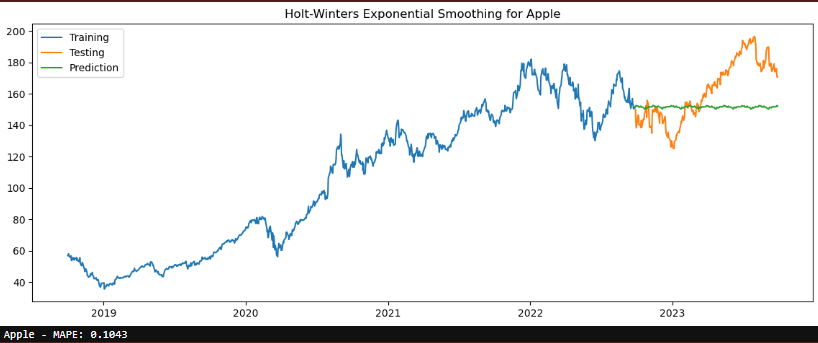 Holt-Winters Exponential Smoothing for Apple
Training
Testing
Prediction
200
180
160
140
120
100
80
60
40
2019
2020
2021
2022
2023
Apple - MAPE: 0.1043